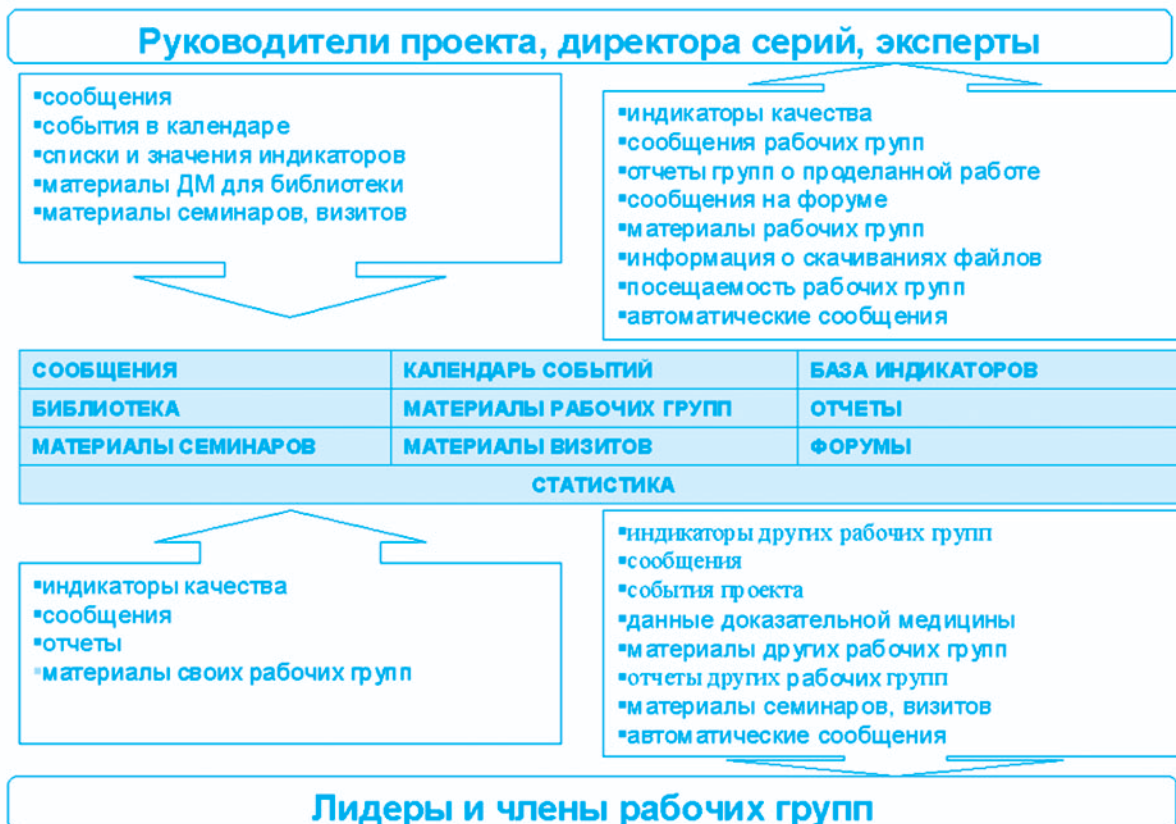 Руководители проекта, директора серий, эксперты
▪сообщения
▪события в календаре
▪списки и значения индикаторов
▪материалы ДМ для библиотеки
▪материалы семинаров, визитов
▪индикаторы качества
▪сообщения рабочих групп
▪отчеты групп о проделанной работе
▪сообщения на форуме
▪материалы рабочих групп
▪информация о скачиваниях файлов
▪посещаемость рабочих групп
▪автоматические сообщения
СООБЩЕНИЯ КАЛЕНДАРЬ СОБЫТИЙ БАЗА ИНДИКАТОРОВ
БИБЛИОТЕКА МАТЕРИАЛЫ РАБОЧИХ ГРУПП ОТЧЕТЫ
МАТЕРИАЛЫ СЕМИНАРОВ МАТЕРИАЛЫ ВИЗИТОВ ФОРУМЫ
СТАТИСТИКА
▪индикаторы качества
▪сообщения
▪отчеты
▪материалы своих рабочих групп
▪индикаторы других рабочих групп
▪сообщения
▪события проекта
▪данные доказательной медицины
▪материалы других рабочих групп
▪отчеты других рабочих групп
▪материалы семинаров, визитов
▪автоматические сообщения
Лидеры и члены рабочих групп